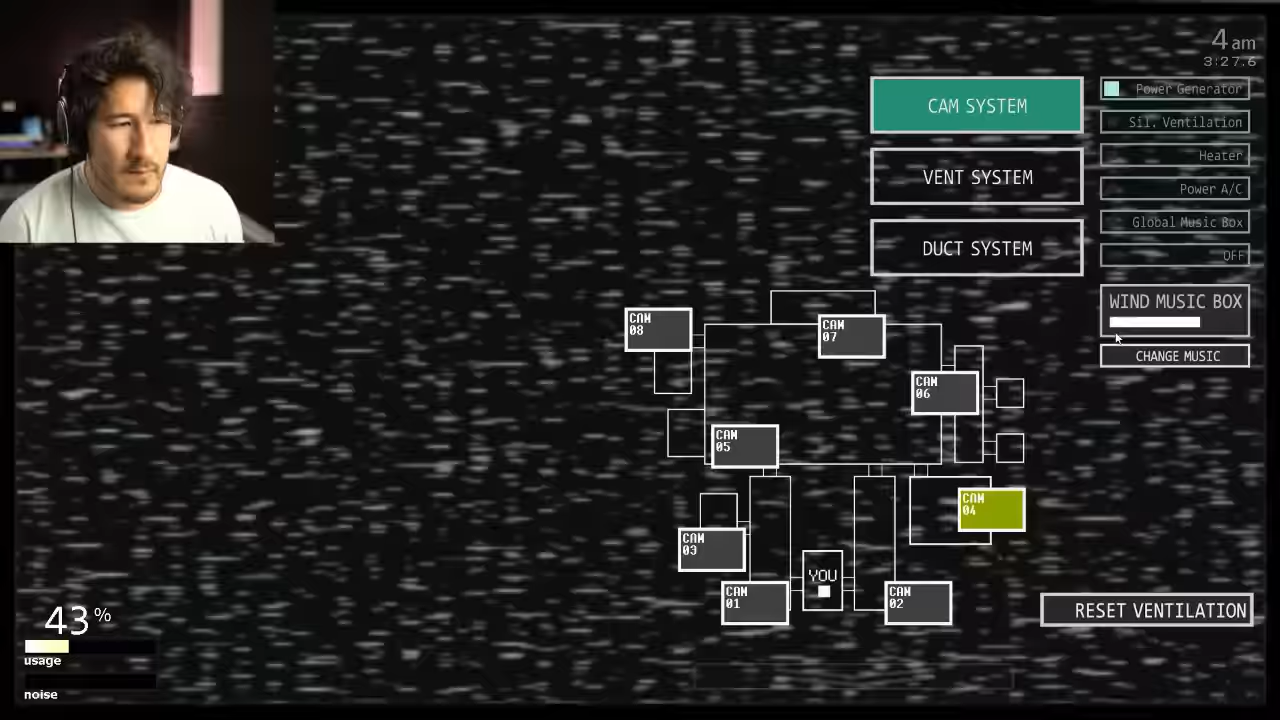 4 am
3:27.6
CAM SYSTEM
Power Generator
Sil. Ventilation
Heater
VENT SYSTEM
Power A/C
Global Music Box
DUCT SYSTEM
OFF
WIND MUSIC BOX
CHANGE MUSIC
CAM
08
CAM
07
CAM
06
CAM
05
CAM
04
CAM
03
YOU
CAM
01
CAM
02
RESET VENTILATION
43%
usage
noise